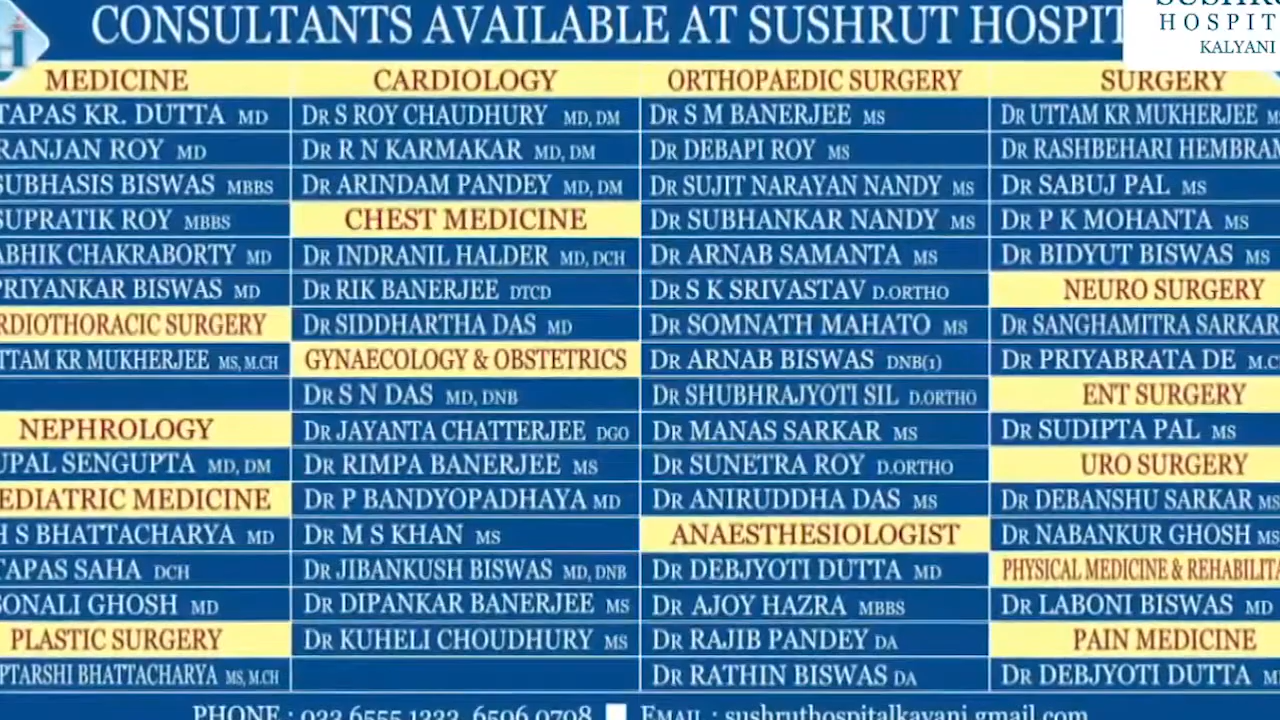 CONSULTANTS AVAILABLE AT SUSHRUT HOSPIT
HOSPIT
KALYANI
MEDICINE
TAPAS KR. DUTTA MD
RANJAN ROY MD
SUBHASIS BISWAS MBBS
SUPRATIK ROY MBBS
ABHIK CHAKRABORTY MD
PRIYANKAR BISWAS MD
RDIOTHORACIC SURGERY
TTAM KR MUKHERJEE MS, M.CH
NEPHROLOGY
UPAL SENGUPTA MD, DM
EDIATRIC MEDICINE
H S BHATTACHARYA MD
TAPAS SAHA DCH
SONALI GHOSH MD
PLASTIC SURGERY
PTARSHI BHATTACHARYA MS, M.CH
CARDIOLOGY
DR S ROY CHAUDHURY MD, DM
DR R N KARMAKAR MD, DM
DR ARINDAM PANDEY MD, DM
CHEST MEDICINE
DR INDRANIL HALDER MD, DCH
DR RIK BANERJEE DTCD
DR SIDDHARTHA DAS MD
GYNAECOLOGY & OBSTETRICS
DR S N DAS MD, DNB
DR JAYANTA CHATTERJEE DGO
DR RIMPA BANERJEE MS
DR P BANDYOPADHAYA MD
DR M S KHAN MS
DR JIBANKUSH BISWAS MD, DNB
DR DIPANKAR BANERJEE MS
DR KUHELI CHOUDHURY MS
ORTHOPAEDIC SURGERY
DR S M BANERJEE MS
DR DEBAPI ROY MS
DR SUJIT NARAYAN NANDY MS
DR SUBHANKAR NANDY MS
DR ARNAB SAMANTA MS
DR S K SRIVASTAV D.ORTHO
DR SOMNATH MAHATO MS
DR ARNAB BISWAS DNB(1)
DR SHUBHRAJYOTI SIL D.ORTHO
DR MANAS SARKAR MS
DR SUNETRA ROY D.ORTHO
DR ANIRUDDHA DAS MS
ANAESTHESIOLOGIST
DR DEBJYOTI DUTTA MD
DR AJOY HAZRA MBBS
DR RAJIB PANDEY DA
DR RATHIN BISWAS DA
SURGERY
DR UTTAM KR MUKHERJEE
DR RASHBEHARI HEMBRAM
DR SABUJ PAL MS
DR P K MOHANTA MS
DR BIDYUT BISWAS MS
NEURO SURGERY
DR SANGHAMITRA SARKAR
DR PRIYABRATA DE M.C
ENT SURGERY
DR SUDIPTA PAL MS
URO SURGERY
DR DEBANSHU SARKAR MS
DR NABANKUR GHOSH MS
PHYSICAL MEDICINE & REHABILITA
DR LABONI BISWAS MD
PAIN MEDICINE
DR DEBJYOTI DUTTA
PHONE : 033 6555 1333, 6506 0708 EMAIL : sushruthospitalkayani.gmail.com